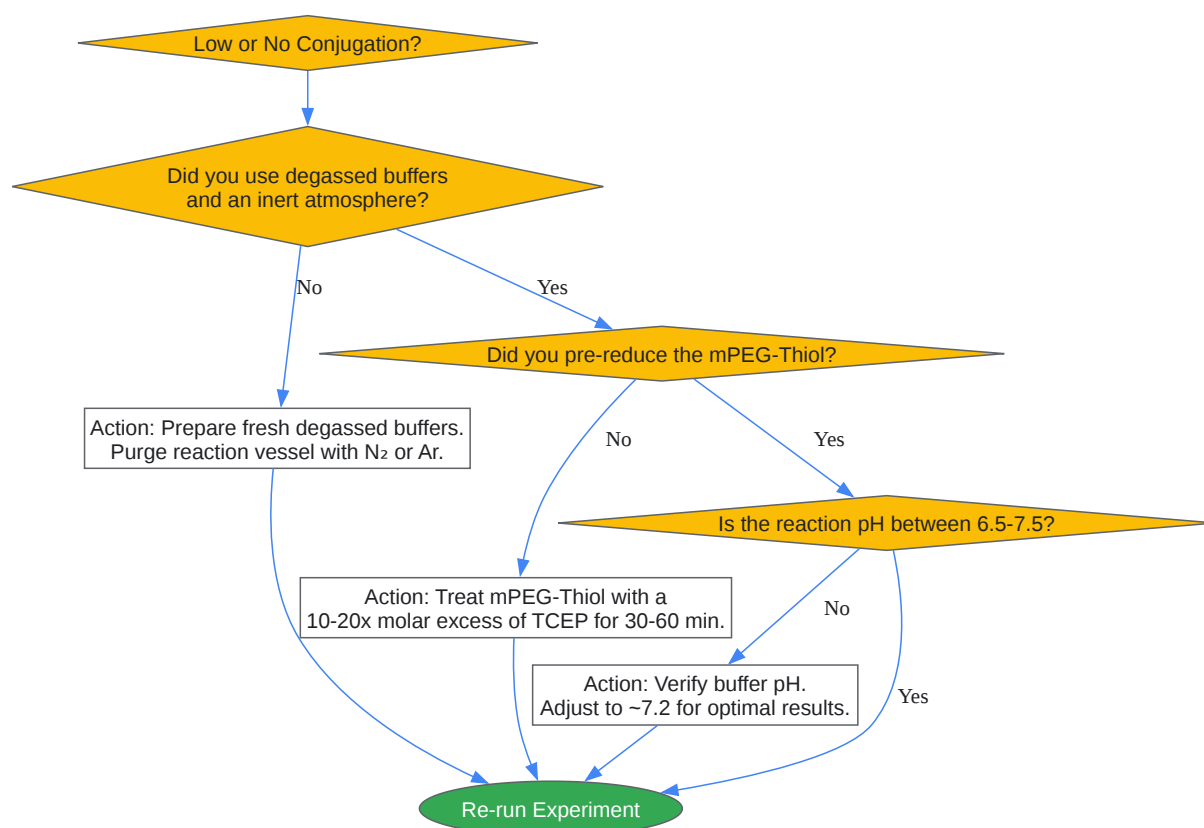 Low or No Conjugation?
Did you use degassed buffers
and an inert atmosphere?
No
Yes
Did you pre-reduce the mPEG-Thiol?
Action: Prepare fresh degassed buffers.
Purge reaction vessel with N₂ or Ar.
No
Yes
Is the reaction pH between 6.5-7.5?
Action: Treat mPEG-Thiol with a
10-20x molar excess of TCEP for 30-60 min.
No
Yes
Action: Verify buffer pH.
Adjust to ~7.2 for optimal results.
Re-run Experiment